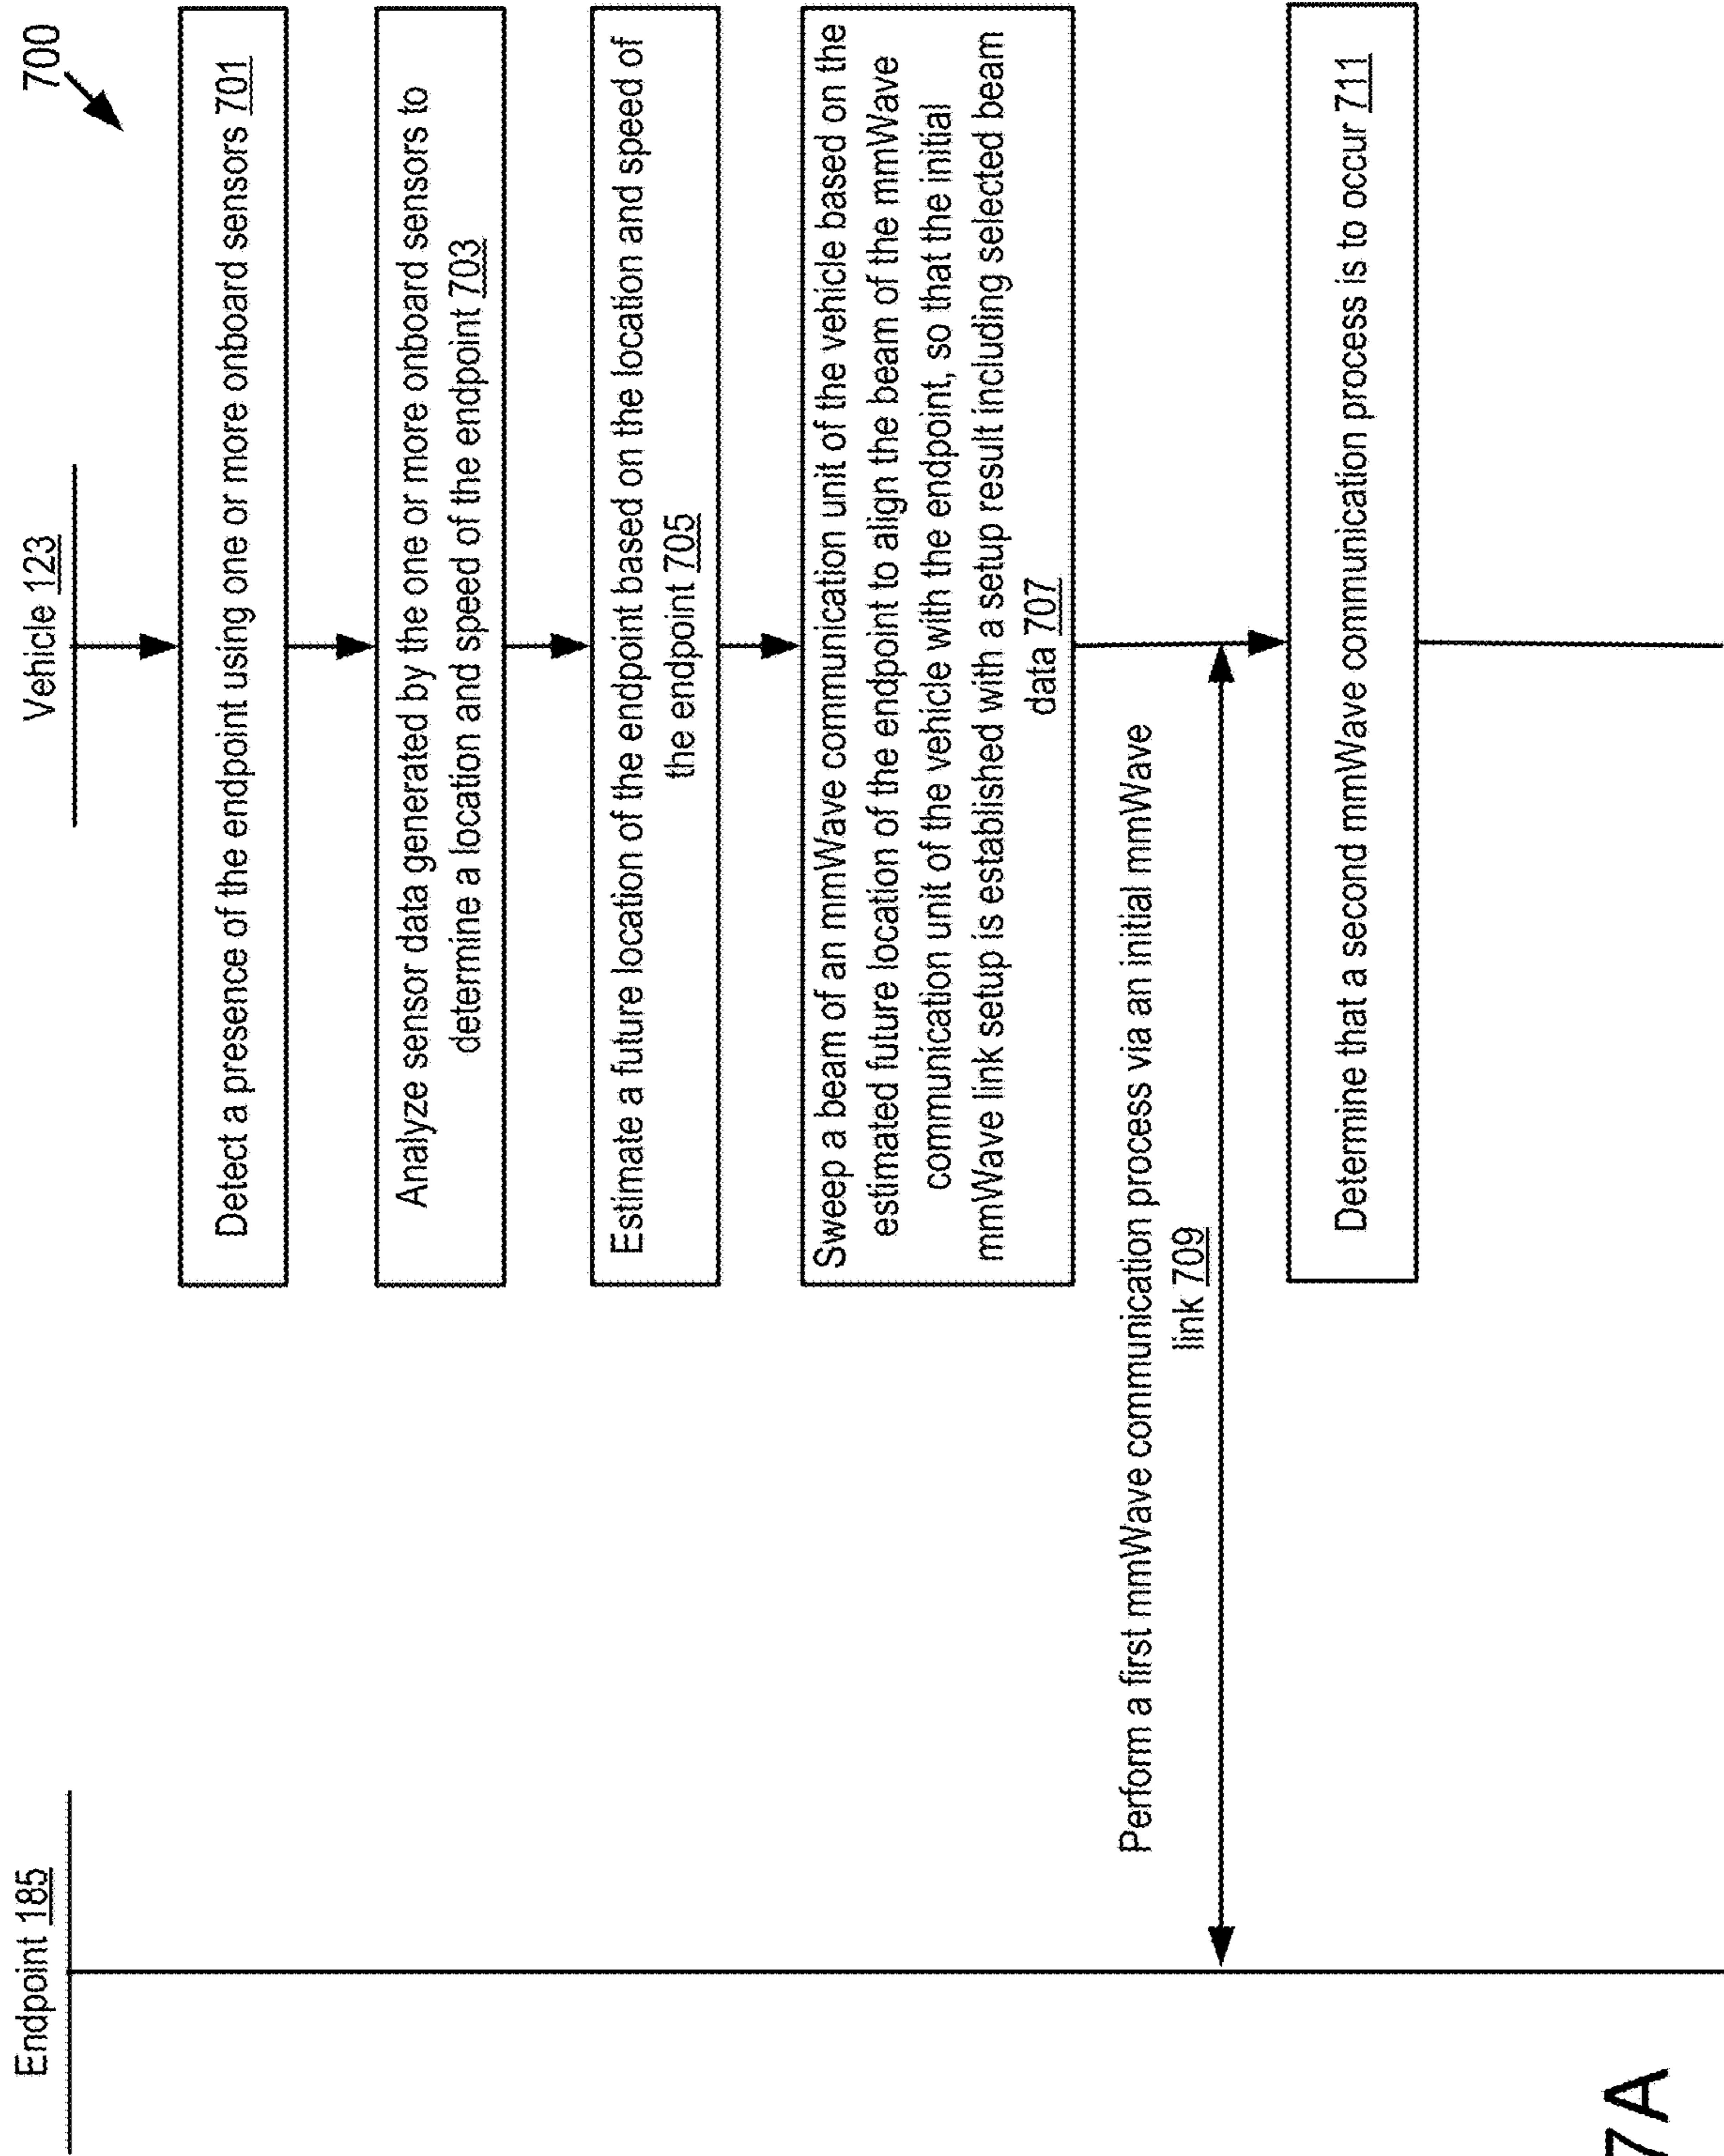 700
Endpoint 185
Vehicle 123
Detect a presence of the endpoint using one or more onboard sensors 701
Analyze sensor data generated by the one or more onboard sensors to
determine a location and speed of the endpoint 703
Estimate a future location of the endpoint based on the location and speed of
the endpoint 705
Sweep a beam of an mmWave communication unit of the vehicle based on the
estimated future location of the endpoint to align the beam of the mmWave
communication unit of the vehicle with the endpoint, so that the initial
mmWave link setup is established with a setup result including selected beam
data 707
Perform a first mmWave communication process via an initial mmWave
link 709
Determine that a second mmWave communication process is to occur 711
7A